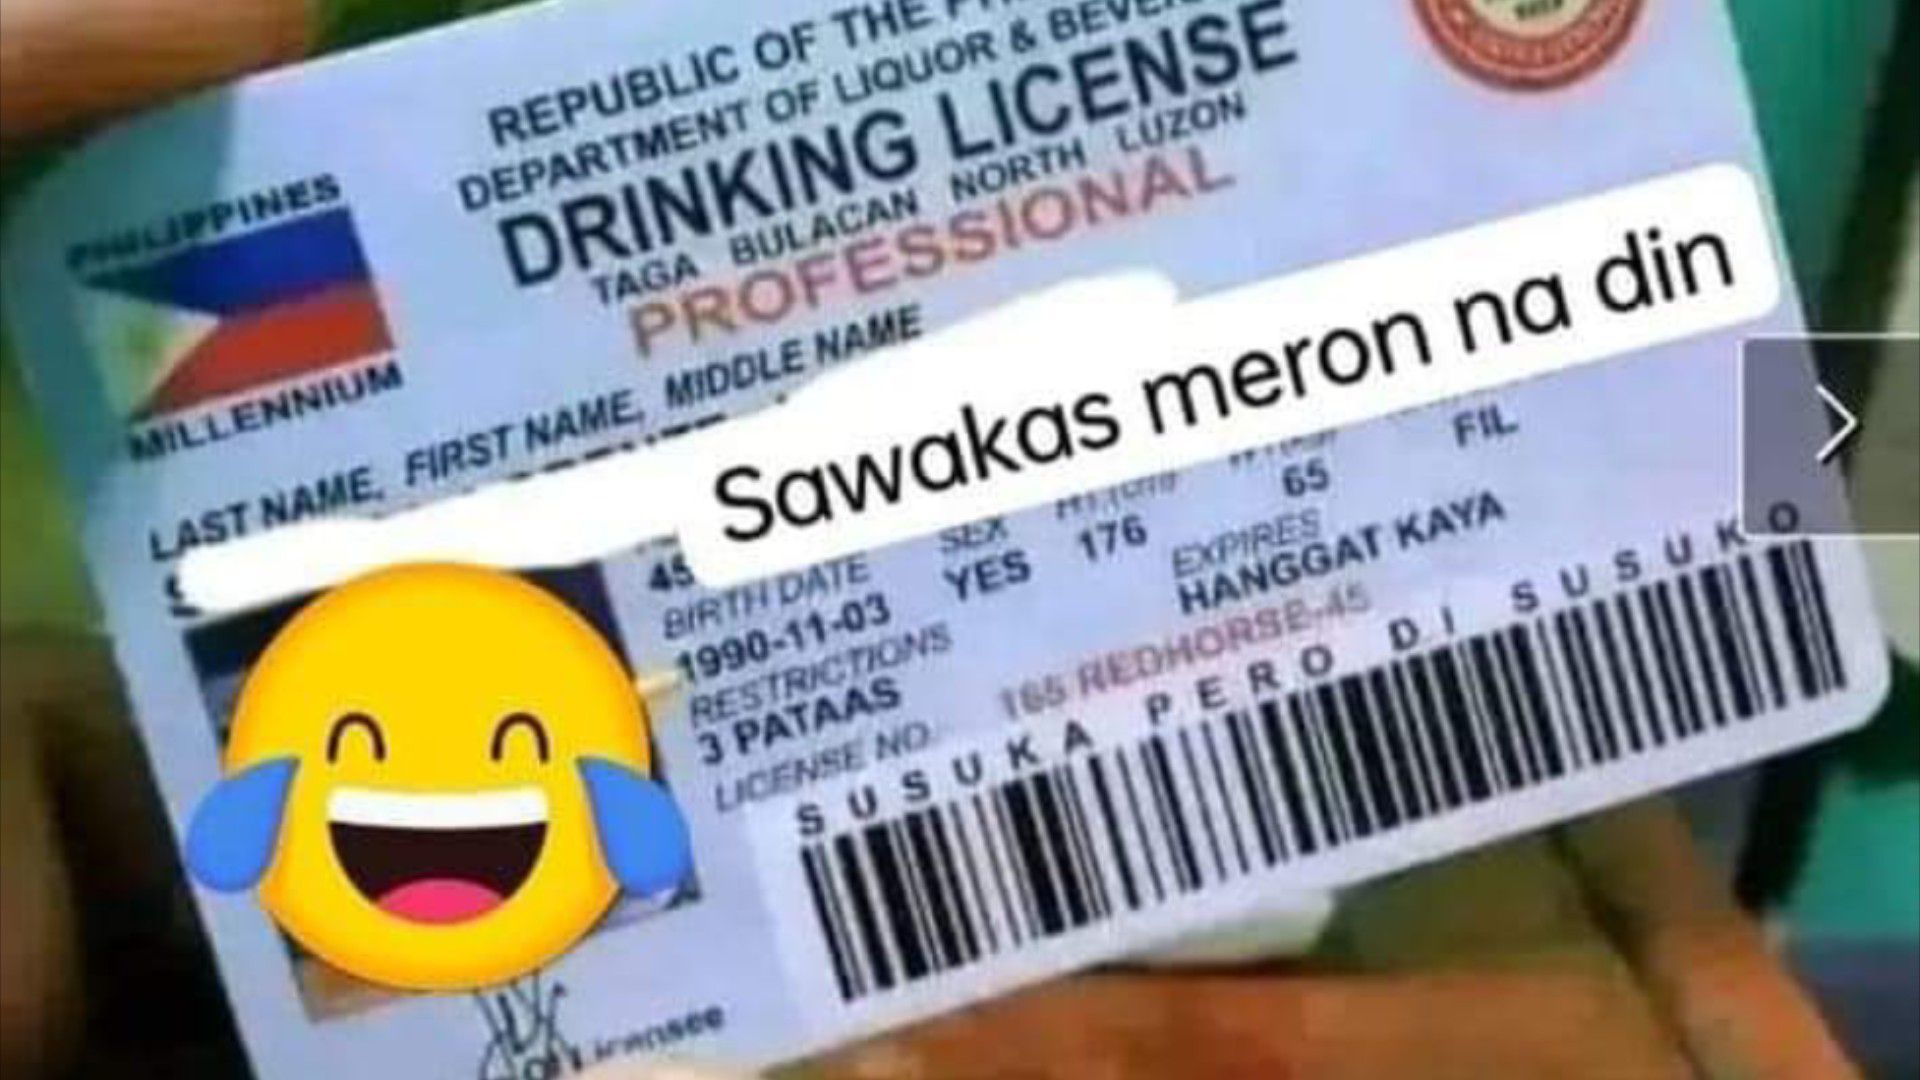 REPUBLIC OF THE
DEPARTMENT OF LIQUOR &
DRINKING LICENSE
TAGA BULACAN NORTH LUZON
PROFESSIONAL
PHILIPPINES
MILLENNIUM
LAST NAME, FIRST NAME, MIDDLE NAME
Sawakas meron na din
FIL
65
SEX
YES
176
BIRTH DATE
1990-11-03
EXPIRES
HANGGAT KAYA
RESTRICTIONS
3 PATAAS
LICENSE NO.
165 REDHORSE-45
SUSUKA PERO DI SUSUKO
of Licensee